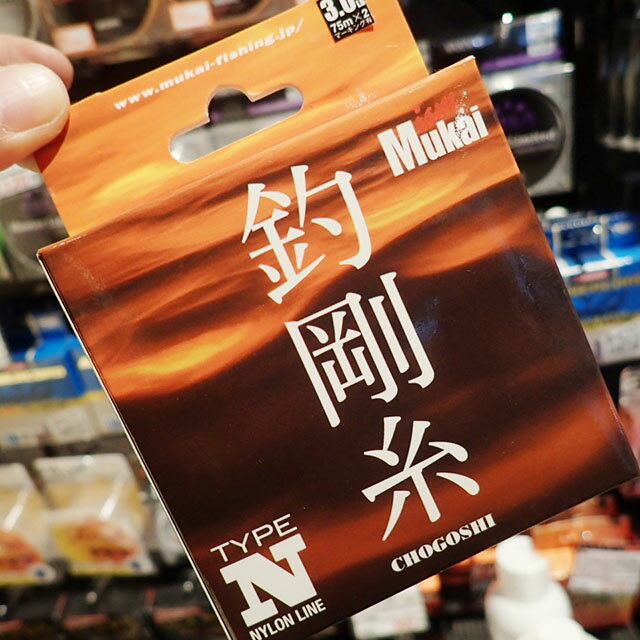 3.0
75m×2
マーキング有
www.mukai-fishing.jp/
Mukai
釣剛糸
CHOGOSHI
TYPE
N
NYLON LINE